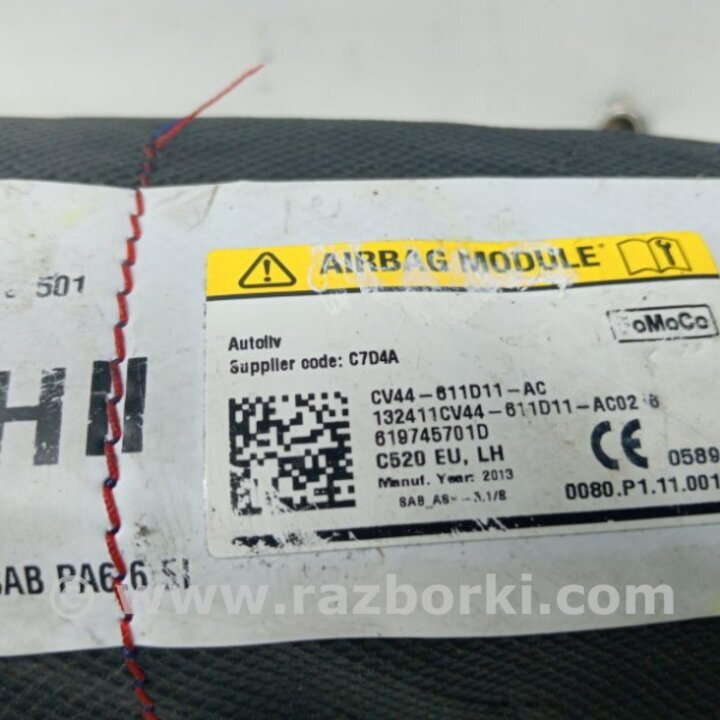 501
AIRBAG MODULE
FoMoCo
Autoliv
Supplier code: C7D4A
CV44-611D11-AC
132411CV44-611D11-AC02
619745701D
C520 EU, LH
Manuf. Year: 2013
CE 0589
0080.P1.11.001
SAB
www.razborki.com